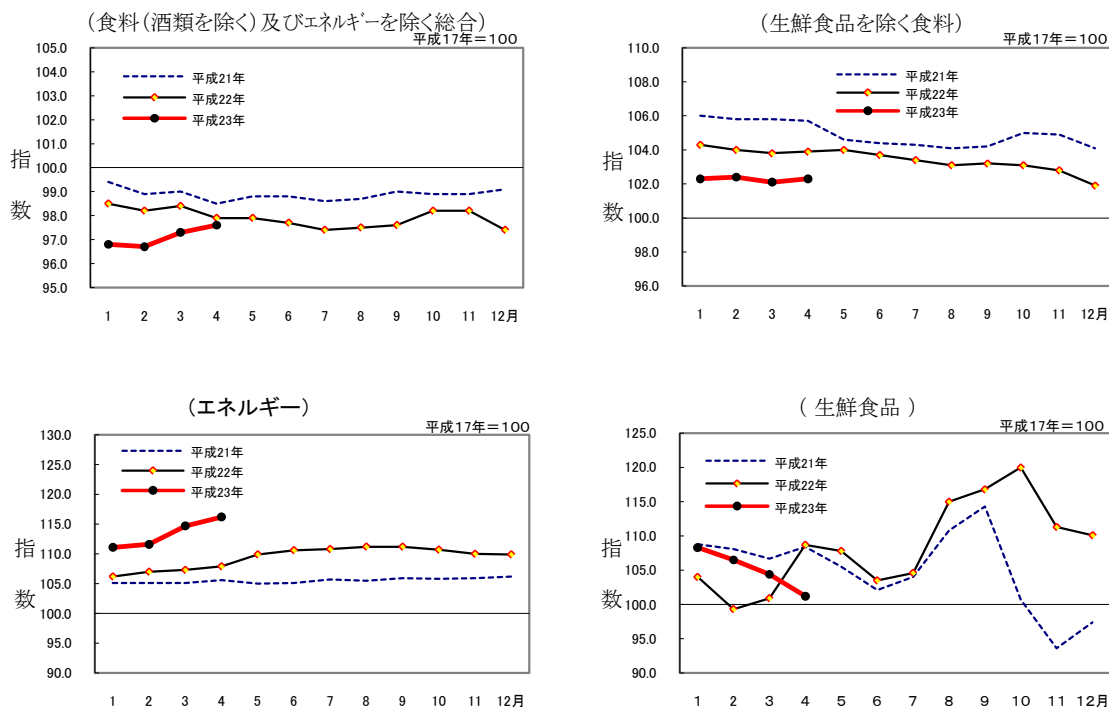 (食料(酒類を除く)及びエネルギーを除く総合)
平成17年=100
105.0
104.0
103.0
102.0
101.0
100.0
99.0
98.0
97.0
96.0
95.0
指
数
平成21年
平成22年
平成23年
1 2 3 4 5 6 7 8 9 10 11 12月
(生鮮食品を除く食料)
平成17年=100
110.0
108.0
106.0
104.0
102.0
100.0
98.0
96.0
指
数
平成21年
平成22年
平成23年
1 2 3 4 5 6 7 8 9 10 11 12月
(エネルギー)
平成17年=100
130.0
125.0
120.0
115.0
110.0
105.0
100.0
95.0
90.0
指
数
平成21年
平成22年
平成23年
1 2 3 4 5 6 7 8 9 10 11 12月
( 生鮮食品 )
平成17年=100
125.0
120.0
115.0
110.0
105.0
100.0
95.0
90.0
指
数
平成21年
平成22年
平成23年
1 2 3 4 5 6 7 8 9 10 11 12月